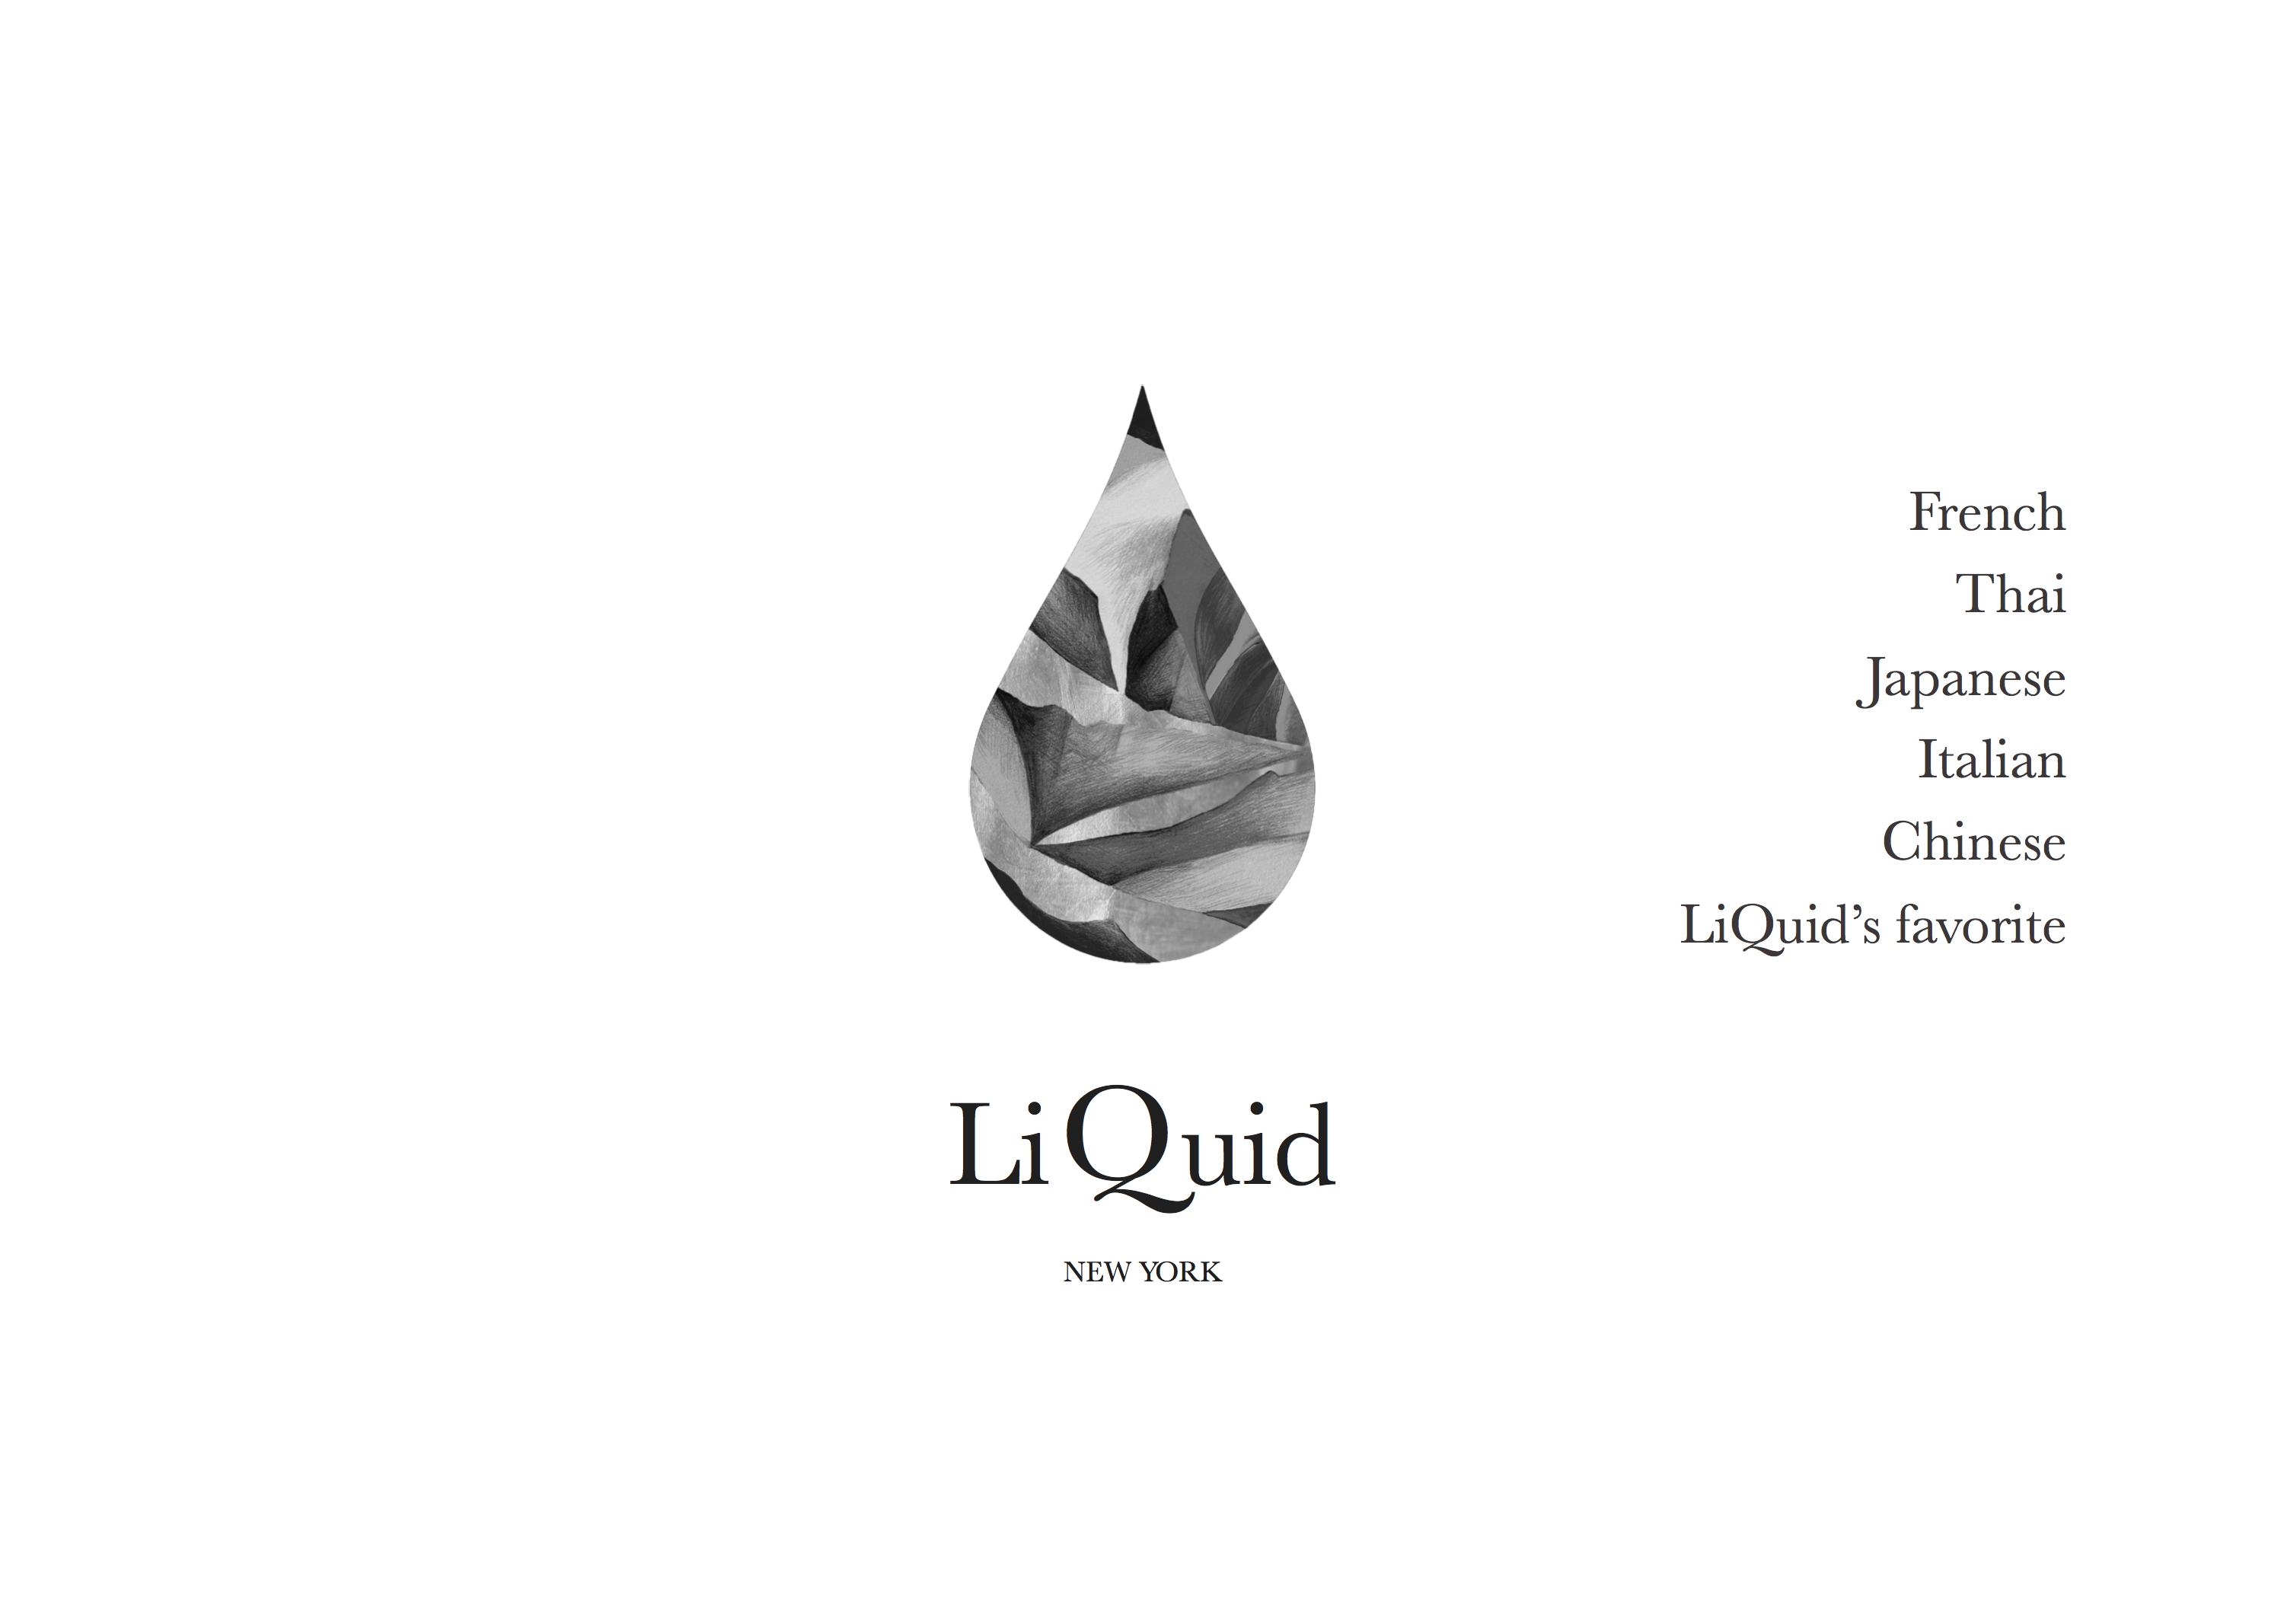 French
Thai
Japanese
Italian
Chinese
LiQuid’s favorite
LiQuid
NEW YORK